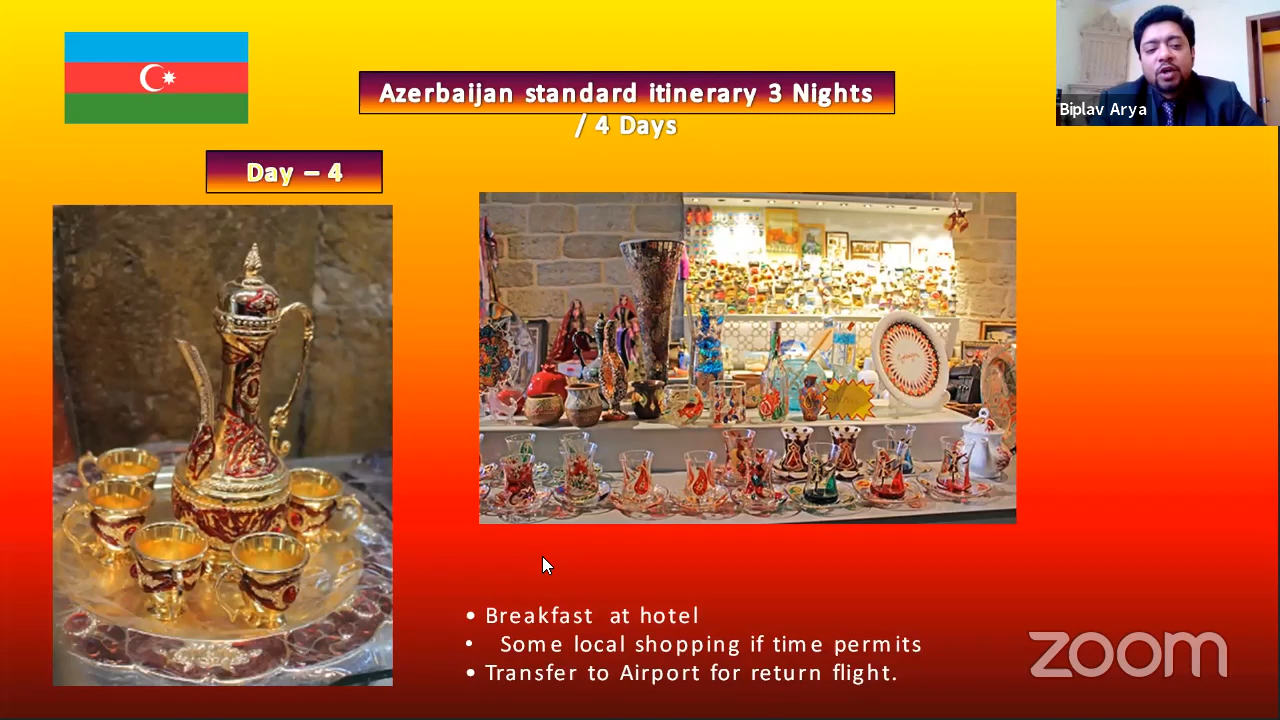 Azerbaijan standard itinerary 3 Nights
/ 4 Days
Biplav Arya
Day – 4
• Breakfast at hotel
• Some local shopping if time permits
• Transfer to Airport for return flight.
zoom